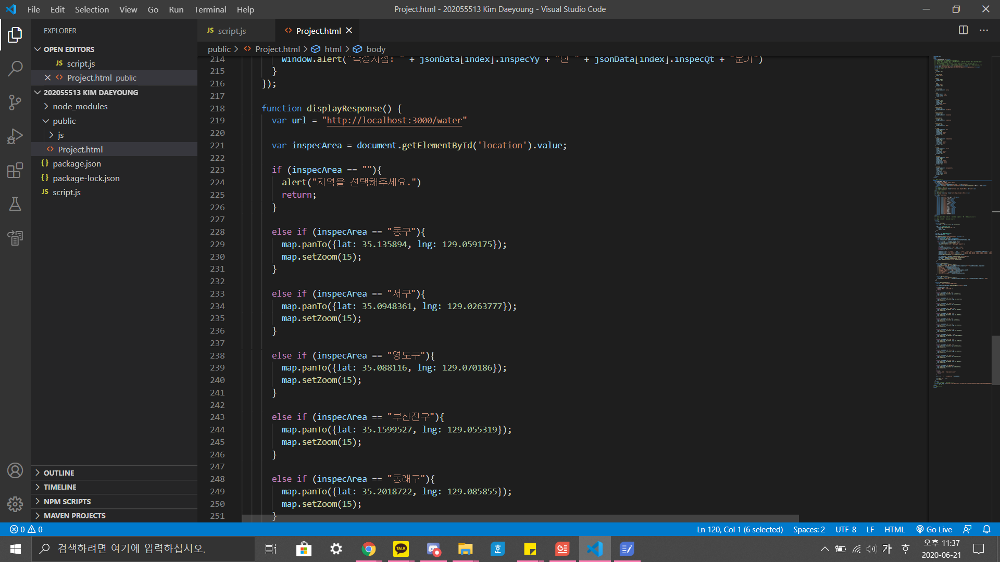 File Edit Selection View Go Run Terminal Help
Project.html - 202055513 Kim Daeyoung - Visual Studio Code
EXPLORER
OPEN EDITORS
JS script.js
Project.html public
202055513 KIM DAEYOUNG
node_modules
public
js
Project.html
{} package.json
{} package-lock.json
JS script.js
OUTLINE
TIMELINE
NPM SCRIPTS
MAVEN PROJECTS
JS script.js
Project.html
public > Project.html > html > body
214 window.alert("측정시점: " + jsonData[index].inspecYy + "년 " + jsonData[index].inspecQt + "분기")
215 }
216 });
217
218 function displayResponse() {
219 var url = "http://localhost:3000/water"
220
221 var inspecArea = document.getElementById('location').value;
222
223 if (inspecArea == ""){
224 alert("지역을 선택해주세요.")
225 return;
226 }
227
228 else if (inspecArea == "동구"){
229 map.panTo({lat: 35.135894, lng: 129.059175});
230 map.setZoom(15);
231 }
232
233 else if (inspecArea == "서구"){
234 map.panTo({lat: 35.0948361, lng: 129.0263777});
235 map.setZoom(15);
236 }
237
238 else if (inspecArea == "영도구"){
239 map.panTo({lat: 35.088116, lng: 129.070186});
240 map.setZoom(15);
241 }
242
243 else if (inspecArea == "부산진구"){
244 map.panTo({lat: 35.1599527, lng: 129.055319});
245 map.setZoom(15);
246 }
247
248 else if (inspecArea == "동래구"){
249 map.panTo({lat: 35.2018722, lng: 129.085855});
250 map.setZoom(15);
251 }
0 0
Ln 120, Col 1 (6 selected) Spaces: 2 UTF-8 LF HTML Go Live
검색하려면 여기에 입력하십시오.
TALK
가
오후 11:37
2020-06-21